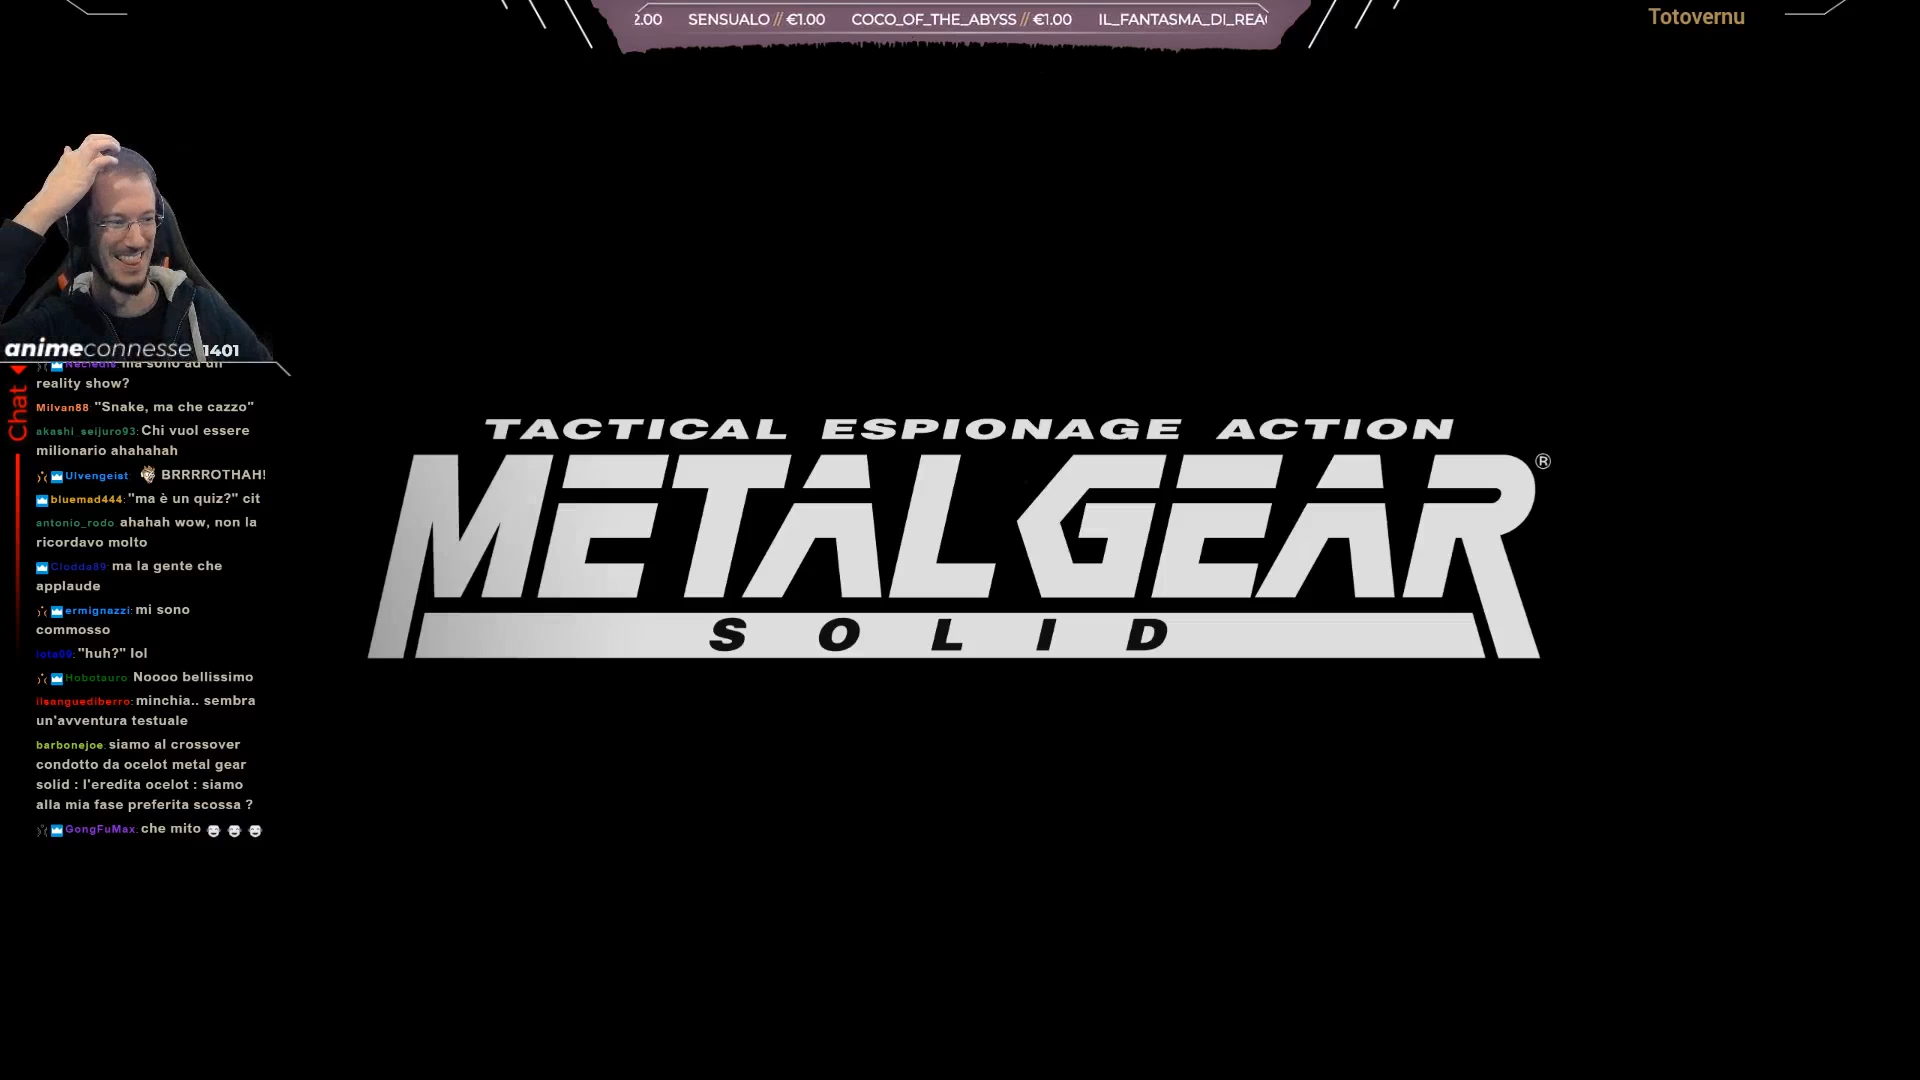 2.00 SENSUALO // €1.00 COCO_OF_THE_ABYSS // €1.00 IL_FANTASMA_DI_REA
Totovernu
animeconnesse 1401
Chat
ma sono ad un
reality show?
Milvan88 "Snake, ma che cazzo"
akashi_seijuro93: Chi vuol essere
milionario ahahahah
Ulvengeist BRRRROTHAH!
bluemad444: "ma è un quiz?" cit
antonio_rodo ahahah wow, non la
ricordavo molto
Clodda89: ma la gente che
applaude
ermignazzi: mi sono
commosso
iota09: "huh?" lol
Hobotauro: Noooo bellissimo
ilsanguediberro: minchia.. sembra
un'avventura testuale
barbonejoe: siamo al crossover
condotto da ocelot metal gear
solid : l'eredita ocelot : siamo
alla mia fase preferita scossa ?
GongFuMax: che mito
TACTICAL ESPIONAGE ACTION
METAL GEAR ®
SOLID